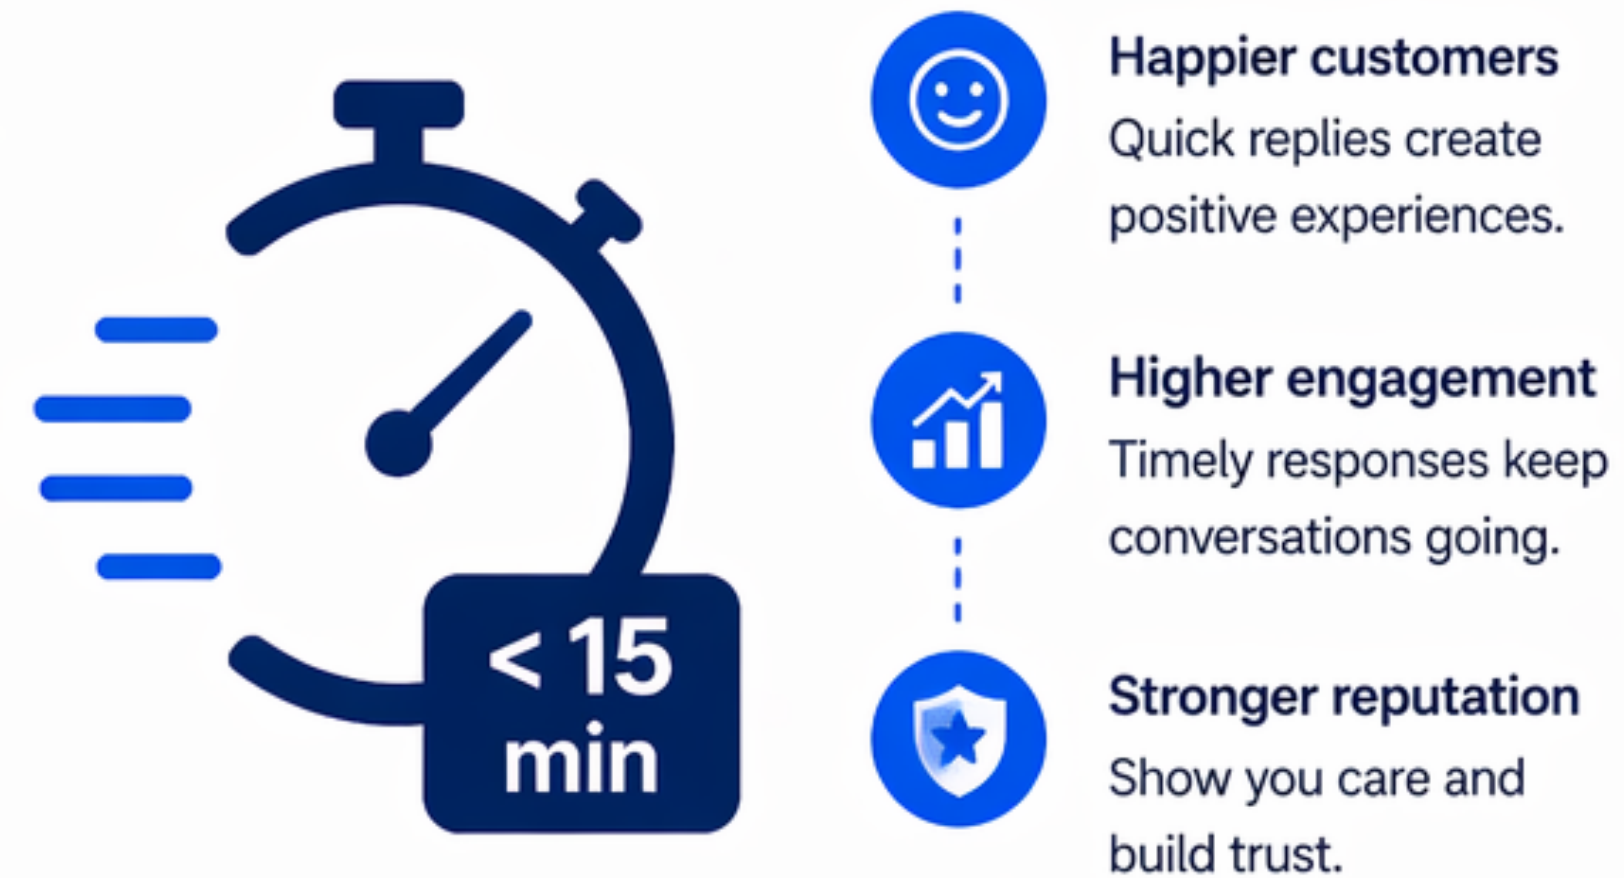 < 15
min
Happier customers
Quick replies create
positive experiences.
Higher engagement
Timely responses keep
conversations going.
Stronger reputation
Show you care and
build trust.